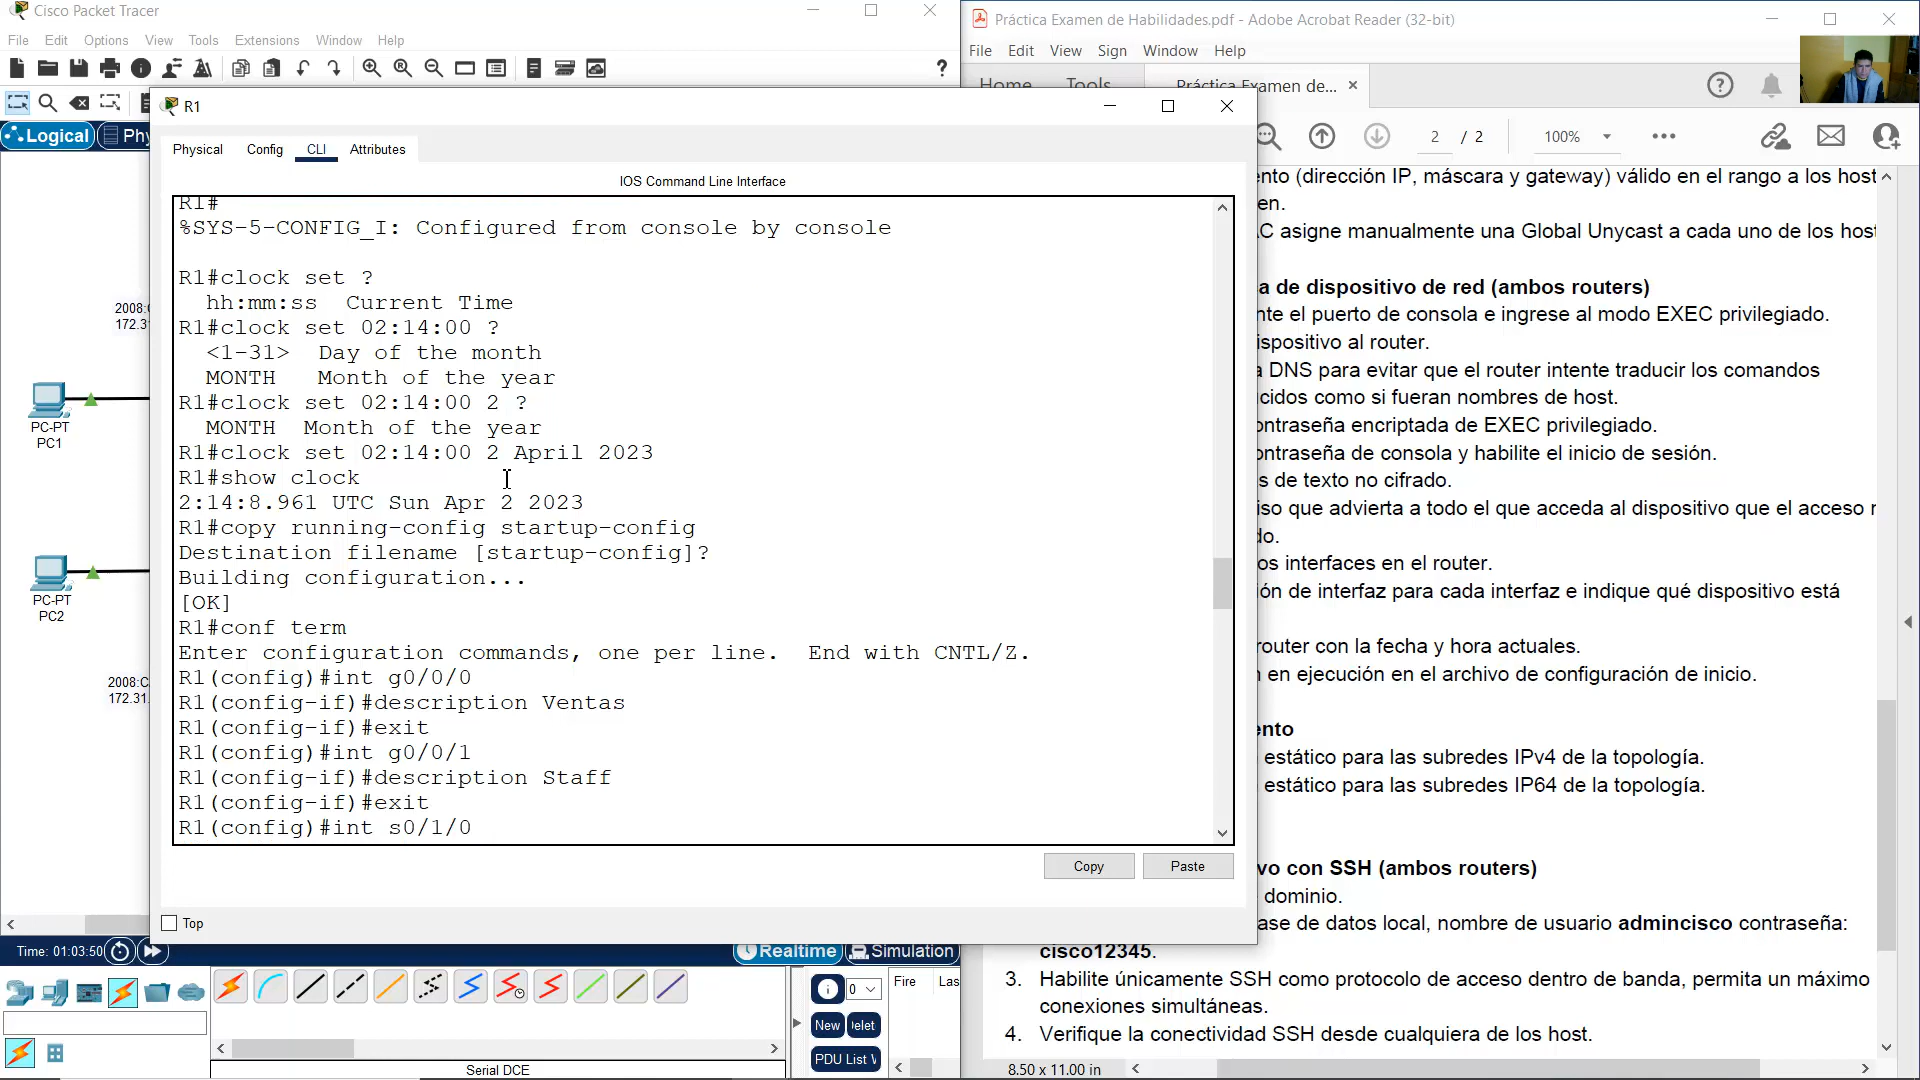 Cisco Packet Tracer
File Edit Options View Tools Extensions Window Help
Logical
Phy
2008:
172.3
PC-PT
PC1
PC-PT
PC2
2008:C
172.31.
R1
Physical Config CLI Attributes
IOS Command Line Interface
R1#
%SYS-5-CONFIG_I: Configured from console by console
R1#clock set ?
hh:mm:ss Current Time
R1#clock set 02:14:00 ?
<1-31> Day of the month
MONTH Month of the year
R1#clock set 02:14:00 2 ?
MONTH Month of the year
R1#clock set 02:14:00 2 April 2023
R1#show clock
2:14:8.961 UTC Sun Apr 2 2023
R1#copy running-config startup-config
Destination filename [startup-config]?
Building configuration...
[OK]
R1#conf term
Enter configuration commands, one per line. End with CNTL/Z.
R1(config)#int g0/0/0
R1(config-if)#description Ventas
R1(config-if)#exit
R1(config)#int g0/0/1
R1(config-if)#description Staff
R1(config-if)#exit
R1(config)#int s0/1/0
Copy Paste
Top
Time: 01:03:50
Realtime Simulation
0
Fire Las
New elet
PDU List V
Serial DCE
Práctica Examen de Habilidades.pdf - Adobe Acrobat Reader (32-bit)
File Edit View Sign Window Help
Home Tools Práctica Examen de...
2 / 2 100%
nto (dirección IP, máscara y gateway) válido en el rango a los host
en.
AC asigne manualmente una Global Unycast a cada uno de los host
a de dispositivo de red (ambos routers)
nte el puerto de consola e ingrese al modo EXEC privilegiado.
ispositivo al router.
a DNS para evitar que el router intente traducir los comandos
cidos como si fueran nombres de host.
ontraseña encriptada de EXEC privilegiado.
ontraseña de consola y habilite el inicio de sesión.
s de texto no cifrado.
iso que advierta a todo el que acceda al dispositivo que el acceso
do.
os interfaces en el router.
ón de interfaz para cada interfaz e indique qué dispositivo está
router con la fecha y hora actuales.
n en ejecución en el archivo de configuración de inicio.
ento
estático para las subredes IPv4 de la topología.
estático para las subredes IP64 de la topología.
vo con SSH (ambos routers)
dominio.
ase de datos local, nombre de usuario admincisco contraseña:
cisco12345.
3. Habilite únicamente SSH como protocolo de acceso dentro de banda, permita un máximo
conexiones simultáneas.
4. Verifique la conectividad SSH desde cualquiera de los host.
8.50 x 11.00 in